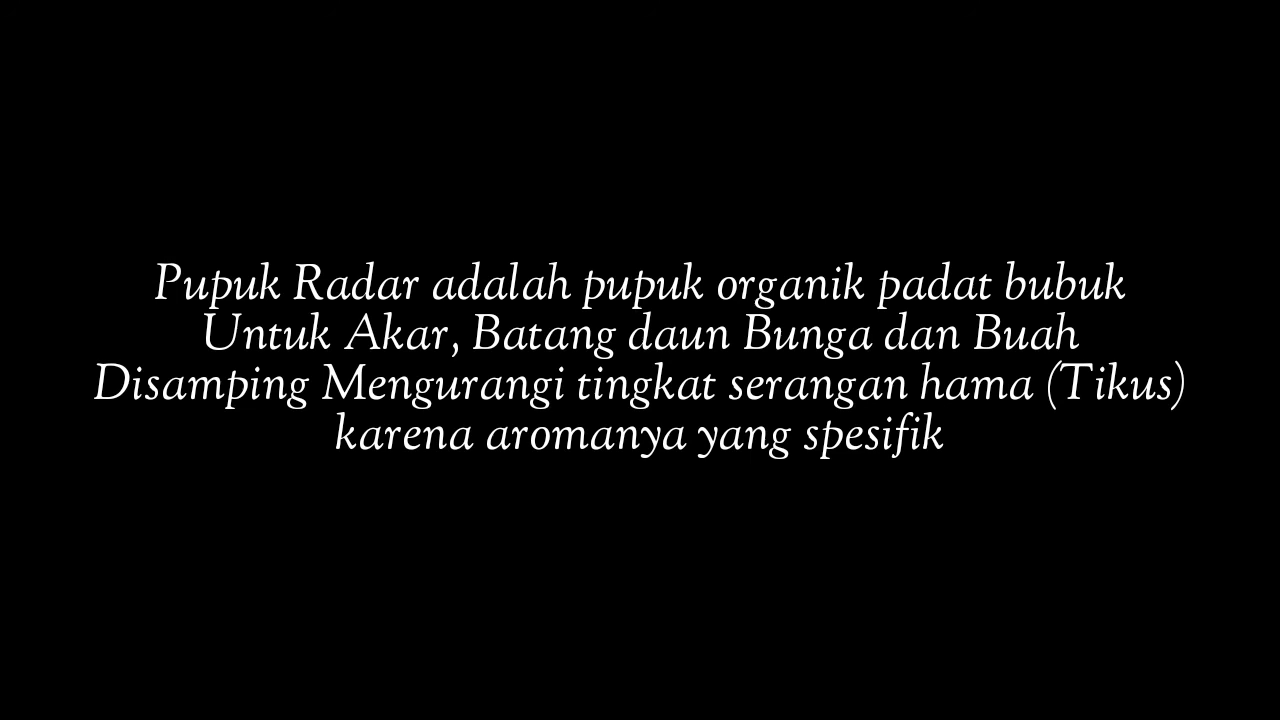 Pupuk Radar adalah pupuk organik padat bubuk
Untuk Akar, Batang daun Bunga dan Buah
Disamping Mengurangi tingkat serangan hama (Tikus)
karena aromanya yang spesifik